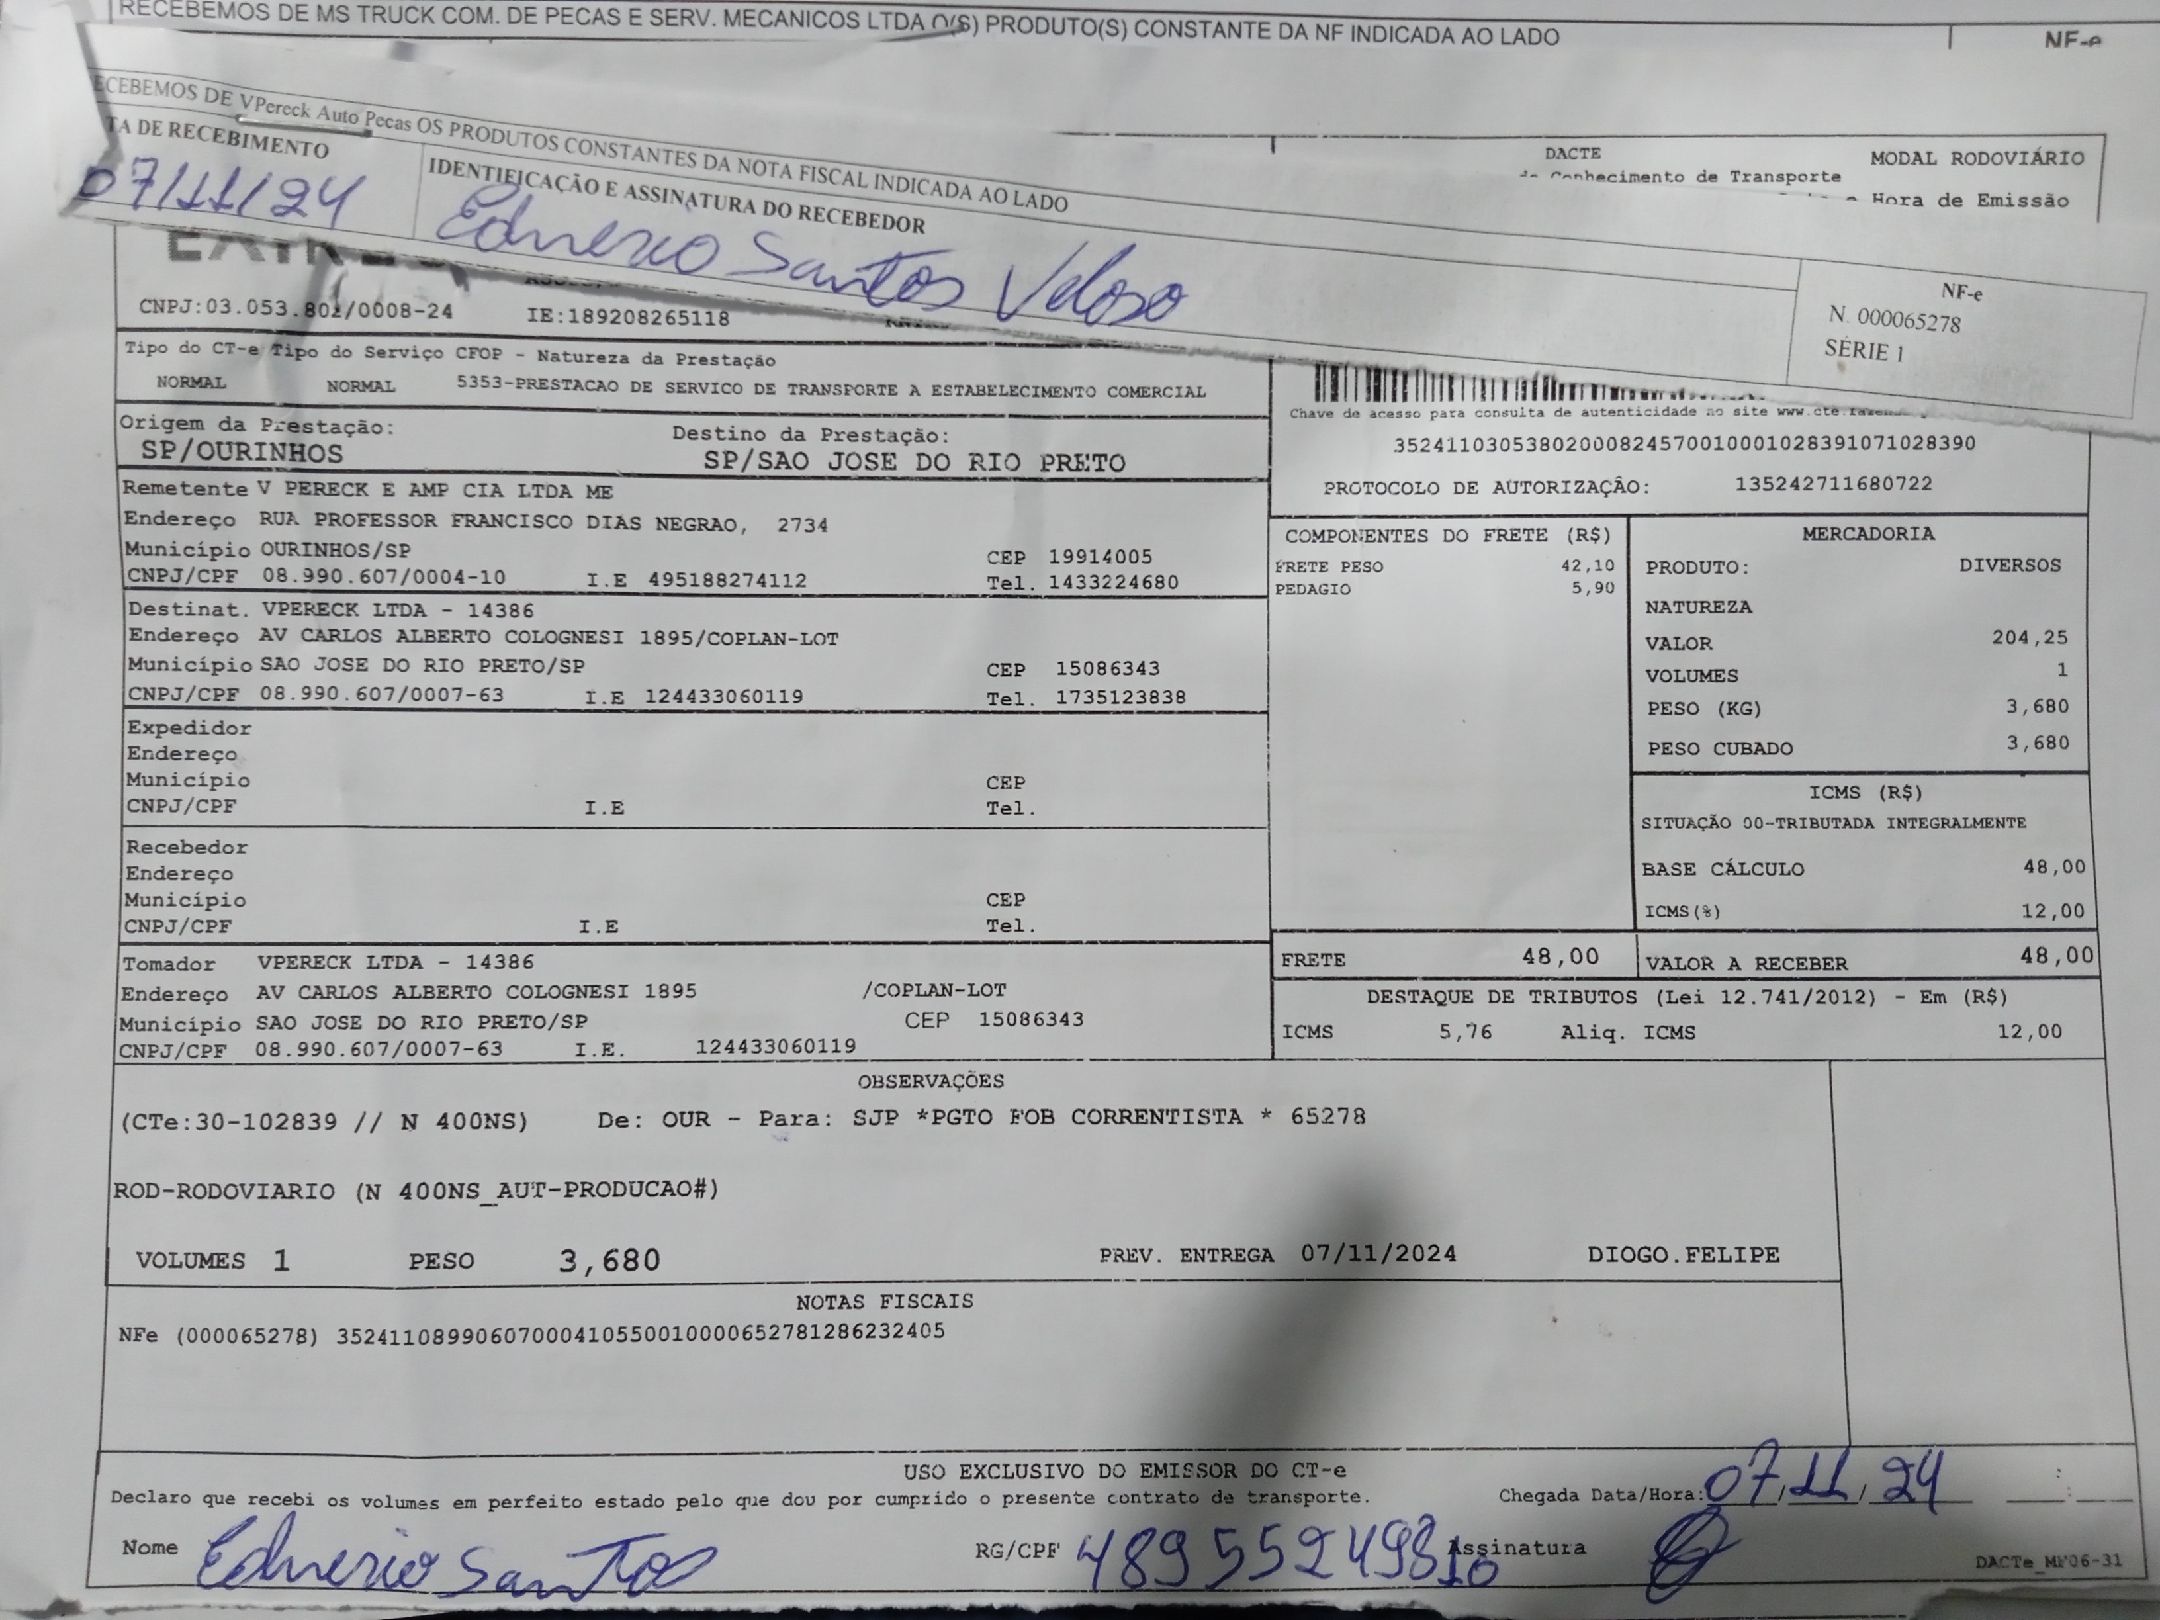 RECEBEMOS DE MS TRUCK COM. DE PECAS E SERV. MECANICOS LTDA O(S) PRODUTO(S) CONSTANTE DA NF INDICADA AO LADO
NF-e
ECEBEMOS DE VPereck Auto Pecas OS PRODUTOS CONSTANTES DA NOTA FISCAL INDICADA AO LADO
TA DE RECEBIMENTO
07/11/24
IDENTIFICAÇÃO E ASSINATURA DO RECEBEDOR
Ednerio Santos Veloso
NF-e
N. 000065278
SÉRIE 1
DACTE
MODAL RODOVIÁRIO
Conhecimento de Transporte
Hora de Emissão
CNPJ:03.053.802/0008-24 IE:189208265118
Tipo do CT-e Tipo do Serviço CFOP - Natureza da Prestação
NORMAL NORMAL 5353-PRESTACAO DE SERVICO DE TRANSPORTE A ESTABELECIMENTO COMERCIAL
Chave de acesso para consulta de autenticidade no site www.cte.
35241103053802000824570010001028391071028390
PROTOCOLO DE AUTORIZAÇÃO: 135242711680722
Origem da Prestação: Destino da Prestação:
SP/OURINHOS SP/SAO JOSE DO RIO PRETO
Remetente V PERECK E AMP CIA LTDA ME
Endereço RUA PROFESSOR FRANCISCO DIAS NEGRAO, 2734
Município OURINHOS/SP CEP 19914005
CNPJ/CPF 08.990.607/0004-10 I.E 495188274112 Tel. 1433224680
Destinat. VPERECK LTDA - 14386
Endereço AV CARLOS ALBERTO COLOGNESI 1895/COPLAN-LOT
Município SAO JOSE DO RIO PRETO/SP CEP 15086343
CNPJ/CPF 08.990.607/0007-63 I.E 124433060119 Tel. 1735123838
Expedidor
Endereço
Município CEP
CNPJ/CPF I.E Tel.
Recebedor
Endereço
Município CEP
CNPJ/CPF I.E Tel.
Tomador VPERECK LTDA - 14386
Endereço AV CARLOS ALBERTO COLOGNESI 1895 /COPLAN-LOT
Município SAO JOSE DO RIO PRETO/SP CEP 15086343
CNPJ/CPF 08.990.607/0007-63 I.E. 124433060119
COMPONENTES DO FRETE (R$)
FRETE PESO 42,10
PEDAGIO 5,90
MERCADORIA
PRODUTO: DIVERSOS
NATUREZA
VALOR 204,25
VOLUMES 1
PESO (KG) 3,680
PESO CUBADO 3,680
ICMS (R$)
SITUAÇÃO 00-TRIBUTADA INTEGRALMENTE
BASE CÁLCULO 48,00
ICMS(%) 12,00
FRETE 48,00 VALOR A RECEBER 48,00
DESTAQUE DE TRIBUTOS (Lei 12.741/2012) - Em (R$)
ICMS 5,76 Aliq. ICMS 12,00
OBSERVAÇÕES
(CTe:30-102839 // N 400NS) De: OUR - Para: SJP *PGTO FOB CORRENTISTA * 65278
ROD-RODOVIARIO (N 400NS_AUT-PRODUCAO#)
VOLUMES 1 PESO 3,680 PREV. ENTREGA 07/11/2024 DIOGO.FELIPE
NOTAS FISCAIS
NFe (000065278) 35241108990607000410550010000652781286232405
USO EXCLUSIVO DO EMISSOR DO CT-e
Declaro que recebi os volumes em perfeito estado pelo que dou por cumprido o presente contrato de transporte. Chegada Data/Hora: 07/11/24
Nome Ednerio Santos RG/CPF 48955249810 Assinatura
DACTe_MF06-31